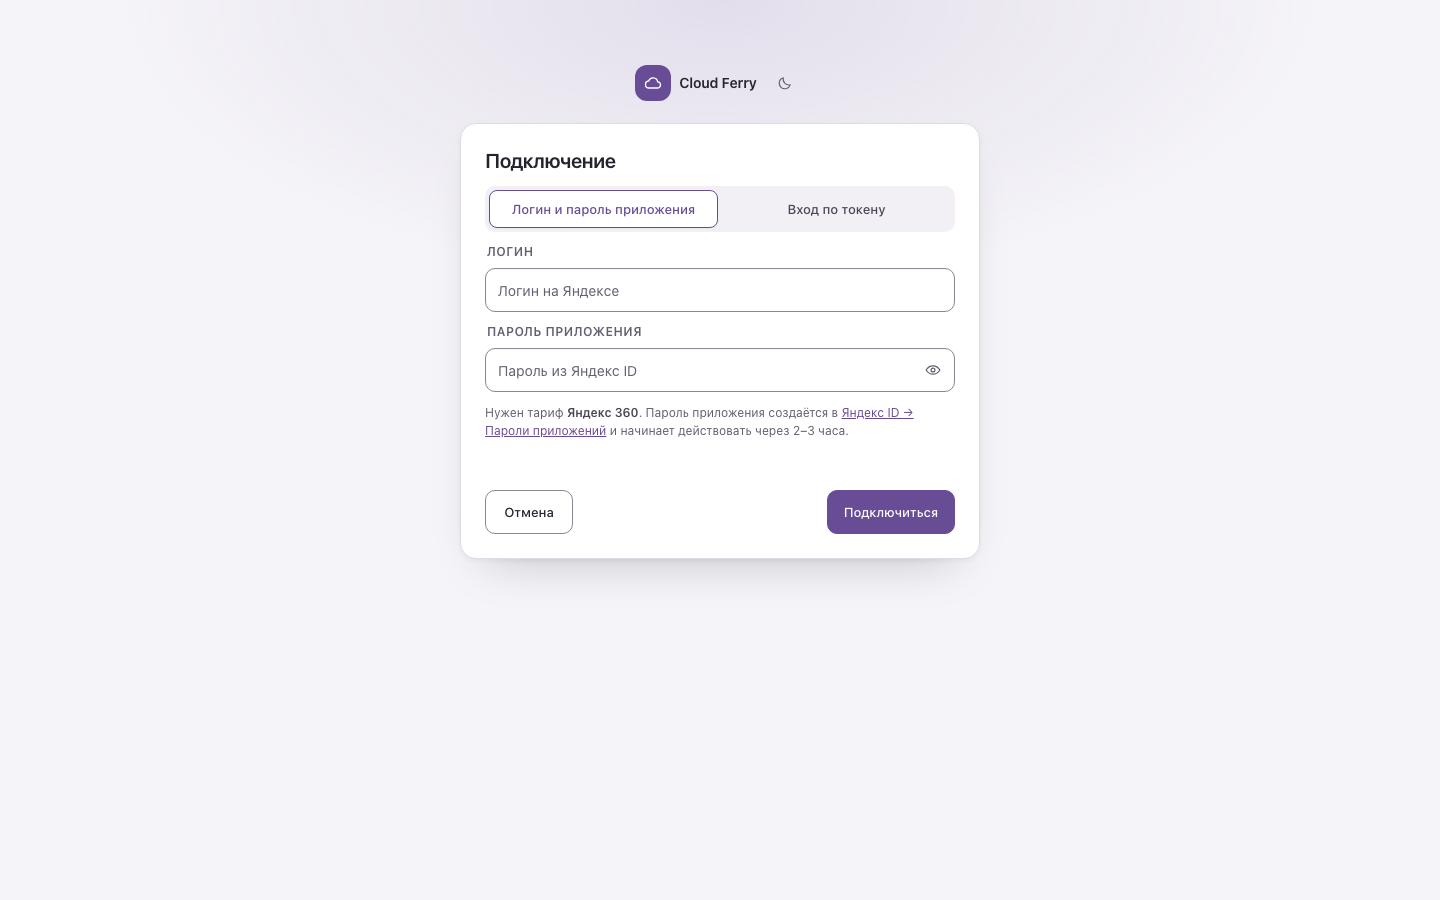 Cloud Ferry
Подключение
Логин и пароль приложения
Вход по токену
ЛОГИН
Логин на Яндексе
ПАРОЛЬ ПРИЛОЖЕНИЯ
Пароль из Яндекс ID
Нужен тариф Яндекс 360. Пароль приложения создаётся в Яндекс ID →
Пароли приложений и начинает действовать через 2–3 часа.
Отмена
Подключиться